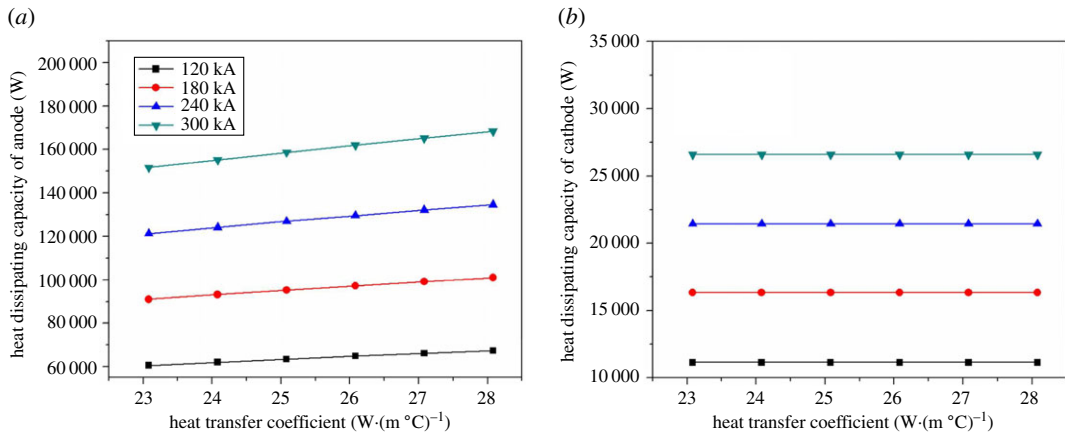 (a)
heat dissipating capacity of anode (W)
200 000
180 000
160 000
140 000
120 000
100 000
80 000
60 000
120 kA
180 kA
240 kA
300 kA
23 24 25 26 27 28
heat transfer coefficient (W·(m °C)⁻¹)
(b)
heat dissipating capacity of cathode (W)
35 000
30 000
25 000
20 000
15 000
10 000
23 24 25 26 27 28
heat transfer coefficient (W·(m °C)⁻¹)